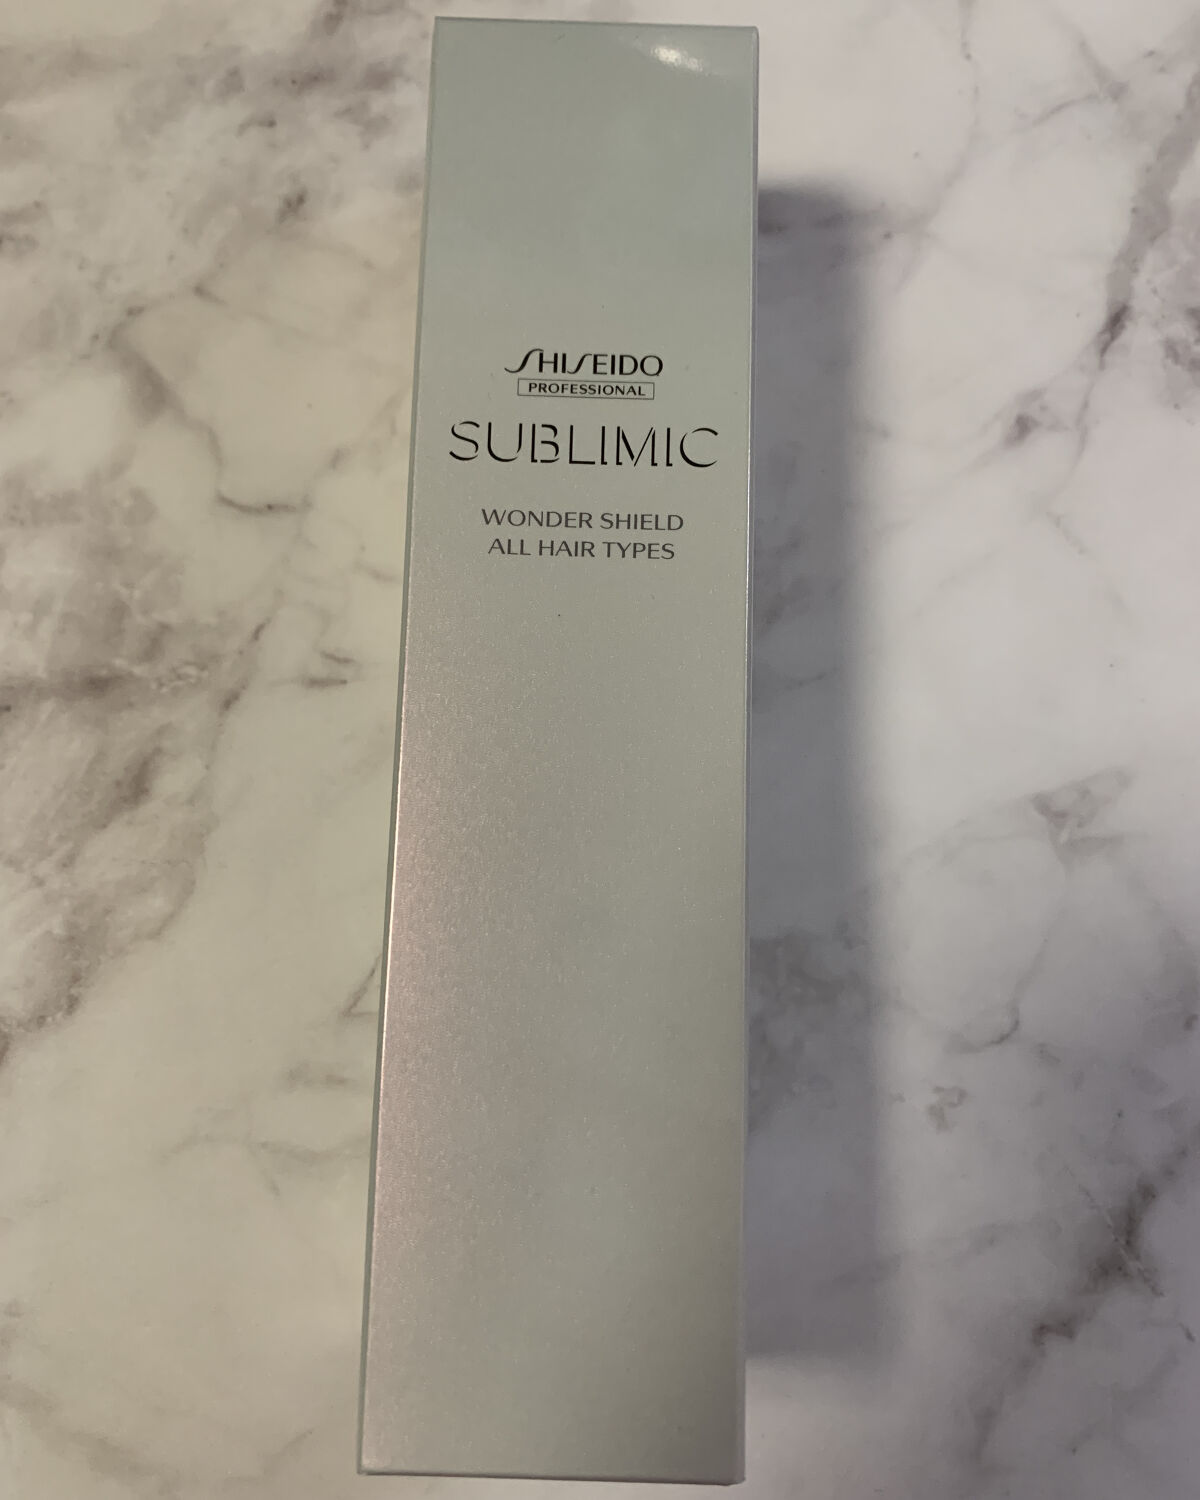 SHISEIDO
PROFESSIONAL
SUBLIMIC
WONDER SHIELD
ALL HAIR TYPES